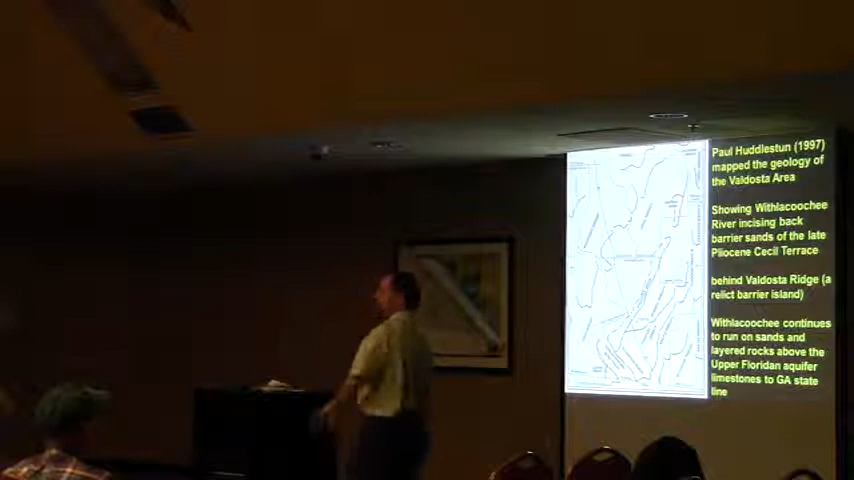 Paul Huddlestun (1997)
mapped the geology of
the Valdosta Area
Showing Withlacoochee
River incising back
barrier sands of the late
Pliocene Cecil Terrace
behind Valdosta Ridge (a
relict barrier island)
Withlacoochee continues
to run on sands and
layered rocks above the
Upper Floridan aquifer
limestones to GA state
line